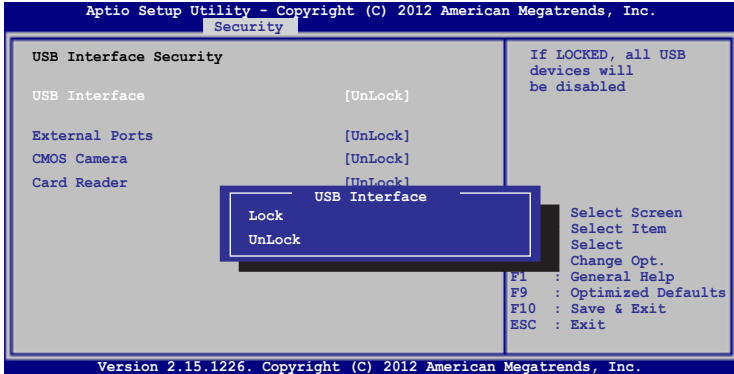 Aptio Setup Utility - Copyright (C) 2012 American Megatrends, Inc.
Security
USB Interface Security
USB Interface [UnLock]
External Ports [UnLock]
CMOS Camera [UnLock]
Card Reader [UnLock]
USB Interface
Lock
UnLock
If LOCKED, all USB
devices will
be disabled
Select Screen
Select Item
Select
Change Opt.
F1 : General Help
F9 : Optimized Defaults
F10 : Save & Exit
ESC : Exit
Version 2.15.1226. Copyright (C) 2012 American Megatrends, Inc.